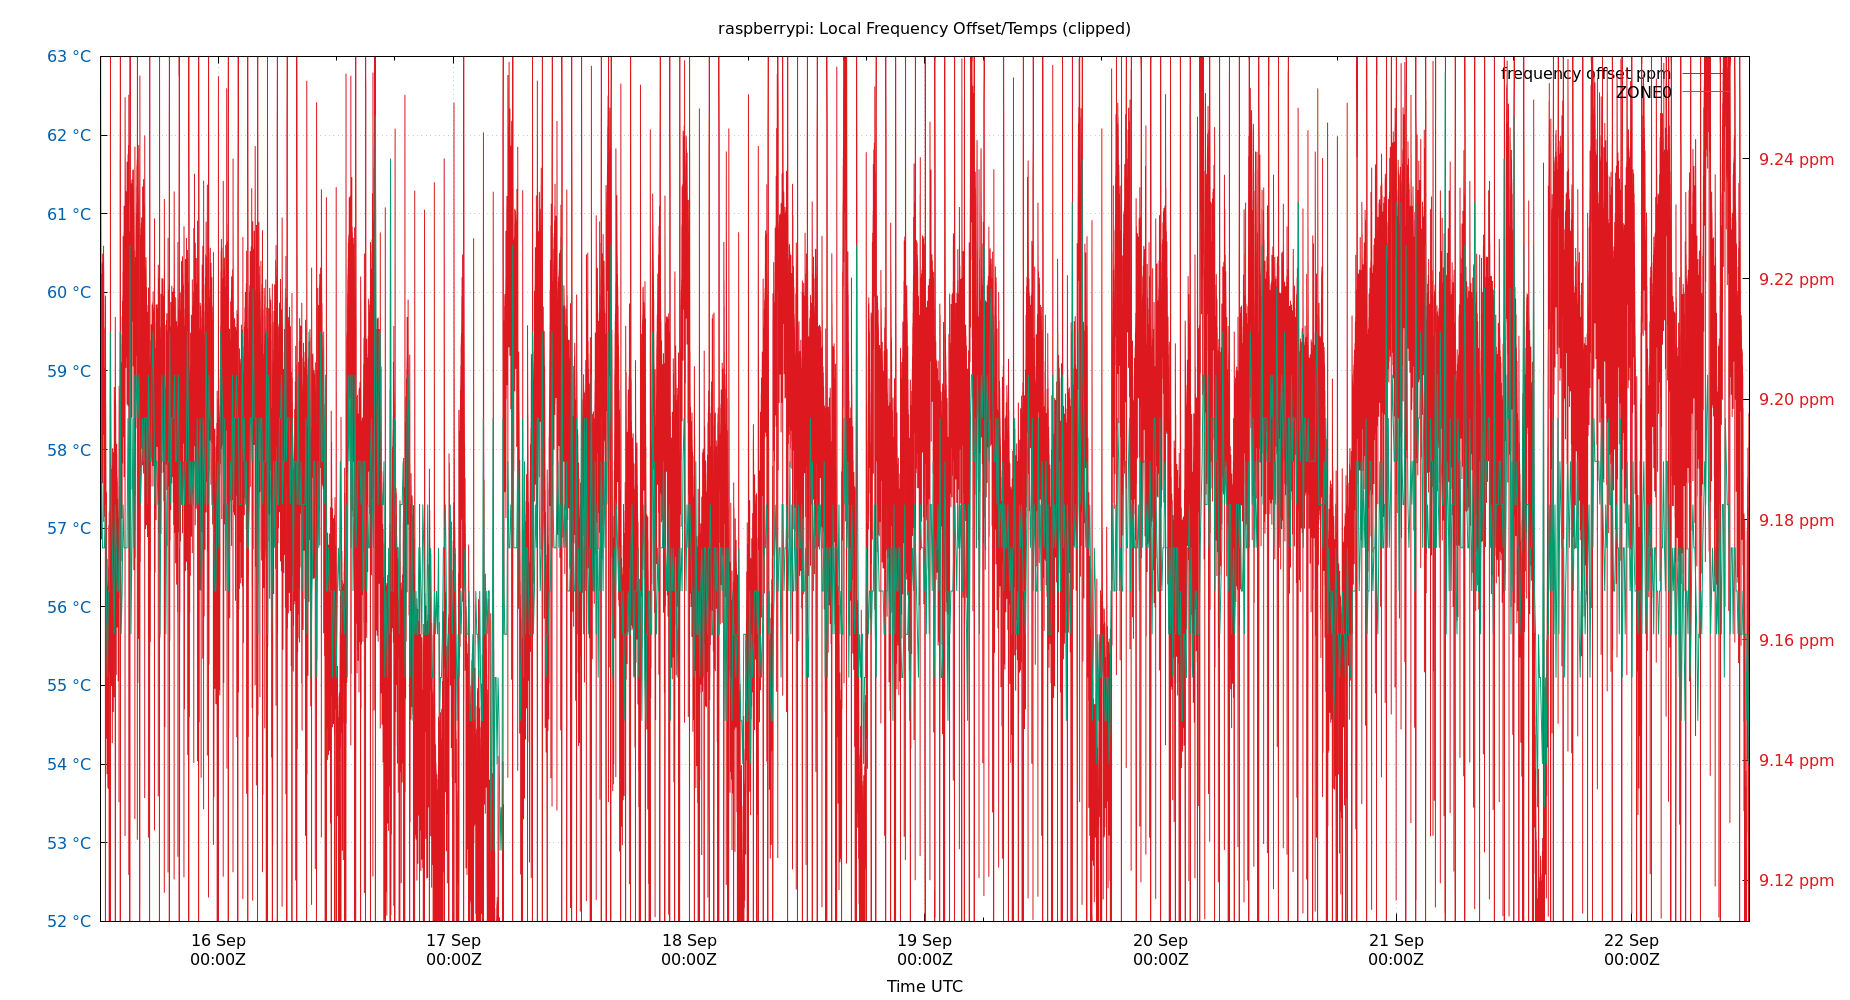 raspberrypi: Local Frequency Offset/Temps (clipped)
63 °C
frequency offset ppm
ZONE0
62 °C
9.24 ppm
61 °C
9.22 ppm
60 °C
59 °C
9.20 ppm
58 °C
9.18 ppm
57 °C
56 °C
9.16 ppm
55 °C
54 °C
9.14 ppm
53 °C
9.12 ppm
52 °C
16 Sep 17 Sep 18 Sep 19 Sep 20 Sep 21 Sep 22 Sep
00:00Z 00:00Z 00:00Z 00:00Z 00:00Z 00:00Z 00:00Z
Time UTC